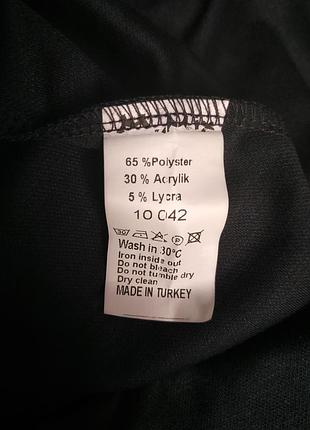 65 %Polyster
30 % Acrylik
5 % Lycra
10 042
Wash in 30°C
Iron inside out
Do not bleach
Do not tumble dry
Dry clean
MADE IN TURKEY